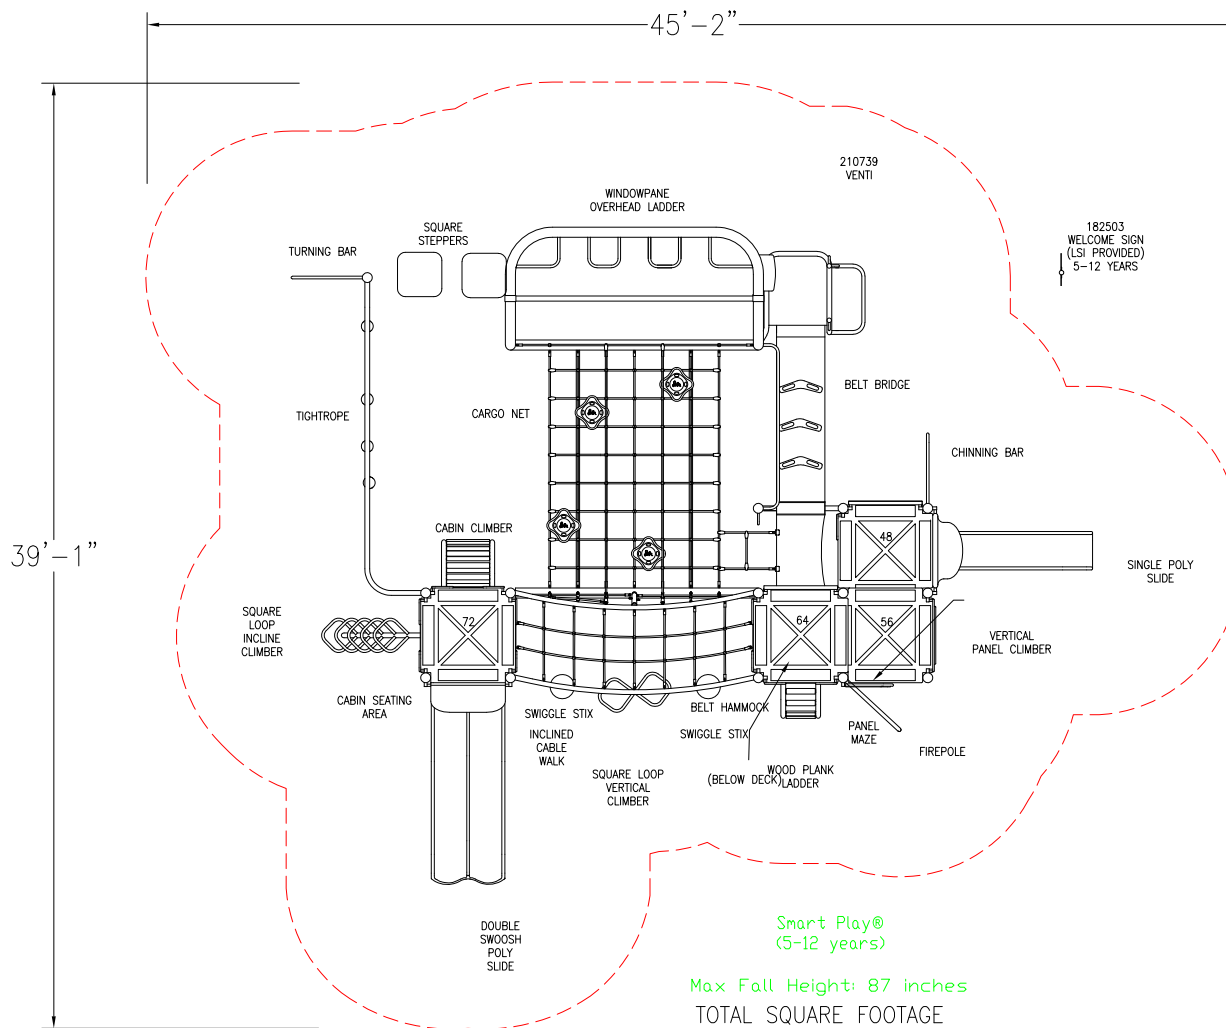 45'-2"
210739
VENTI
WINDOWPANE
OVERHEAD LADDER
SQUARE
STEPPERS
182503
WELCOME SIGN
(LSI PROVIDED)
5-12 YEARS
TURNING BAR
BELT BRIDGE
TIGHTROPE
CARGO NET
CHINNING BAR
CABIN CLIMBER
48
39'-1"
SINGLE POLY
SLIDE
SQUARE
LOOP
INCLINE
CLIMBER
72
64
56
VERTICAL
PANEL CLIMBER
CABIN SEATING
AREA
SWIGGLE STIX
BELT HAMMOCK
INCLINED
CABLE
WALK
SWIGGLE STIX
PANEL
MAZE
FIREPOLE
SQUARE LOOP
VERTICAL
CLIMBER
(BELOW DECK)
WOOD PLANK
LADDER
DOUBLE
SWOOSH
POLY
SLIDE
Smart Play®
(5-12 years)
Max Fall Height: 87 inches
TOTAL SQUARE FOOTAGE